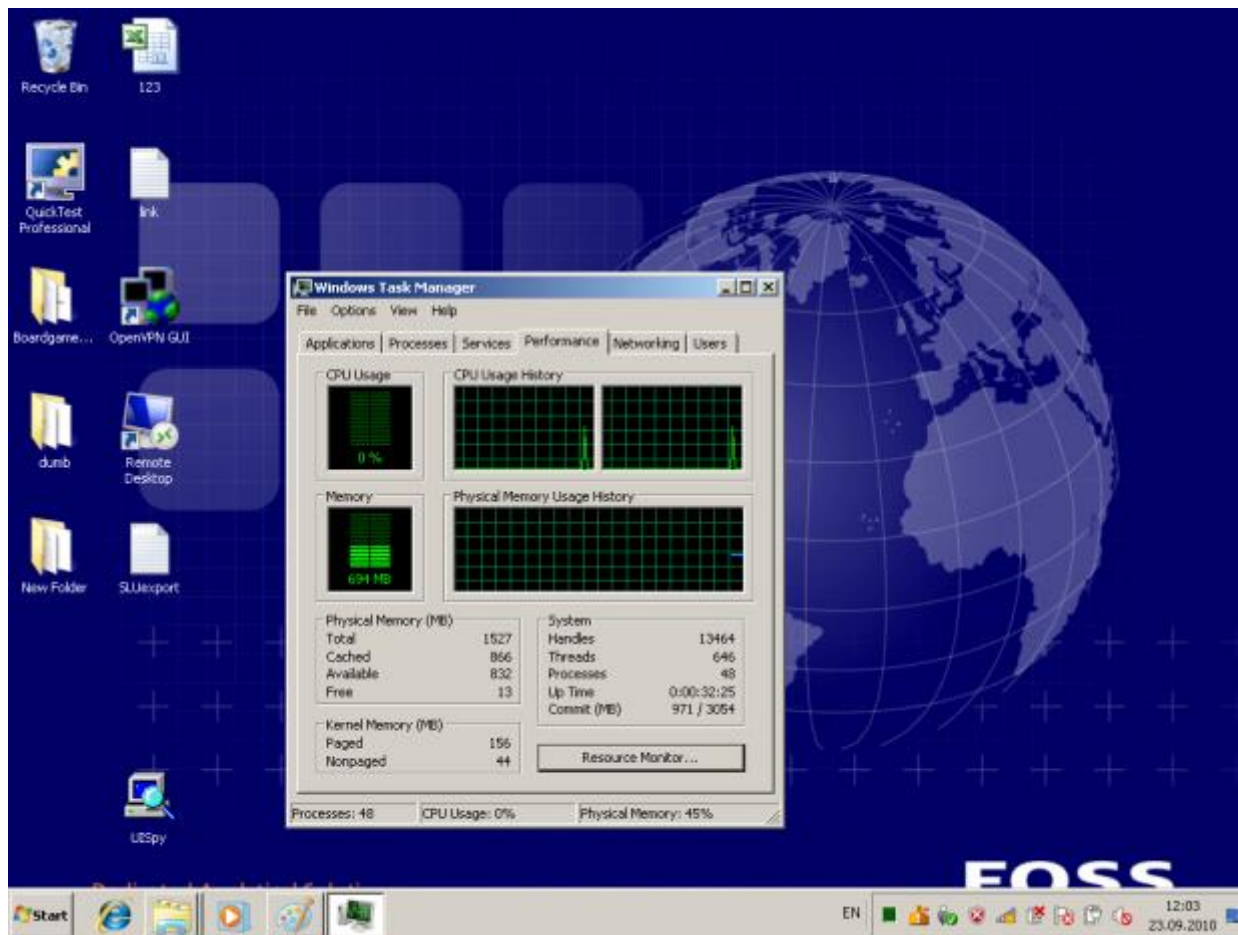 Recycle Bin
123
QuickTest
Professional
link
Boardgame...
OpenVPN GUI
dumb
Remote
Desktop
New Folder
SLUexport
UISpy
Windows Task Manager
File Options View Help
Applications Processes Services Performance Networking Users
CPU Usage
CPU Usage History
0 %
Memory
Physical Memory Usage History
694 MB
Physical Memory (MB)
Total 1527
Cached 866
Available 832
Free 13
Kernel Memory (MB)
Paged 156
Nonpaged 44
System
Handles 13464
Threads 646
Processes 48
Up Time 0:00:32:25
Commit (MB) 971 / 3054
Resource Monitor...
Processes: 48 CPU Usage: 0% Physical Memory: 45%
FOSS
Start
EN
12:03
23.09.2010